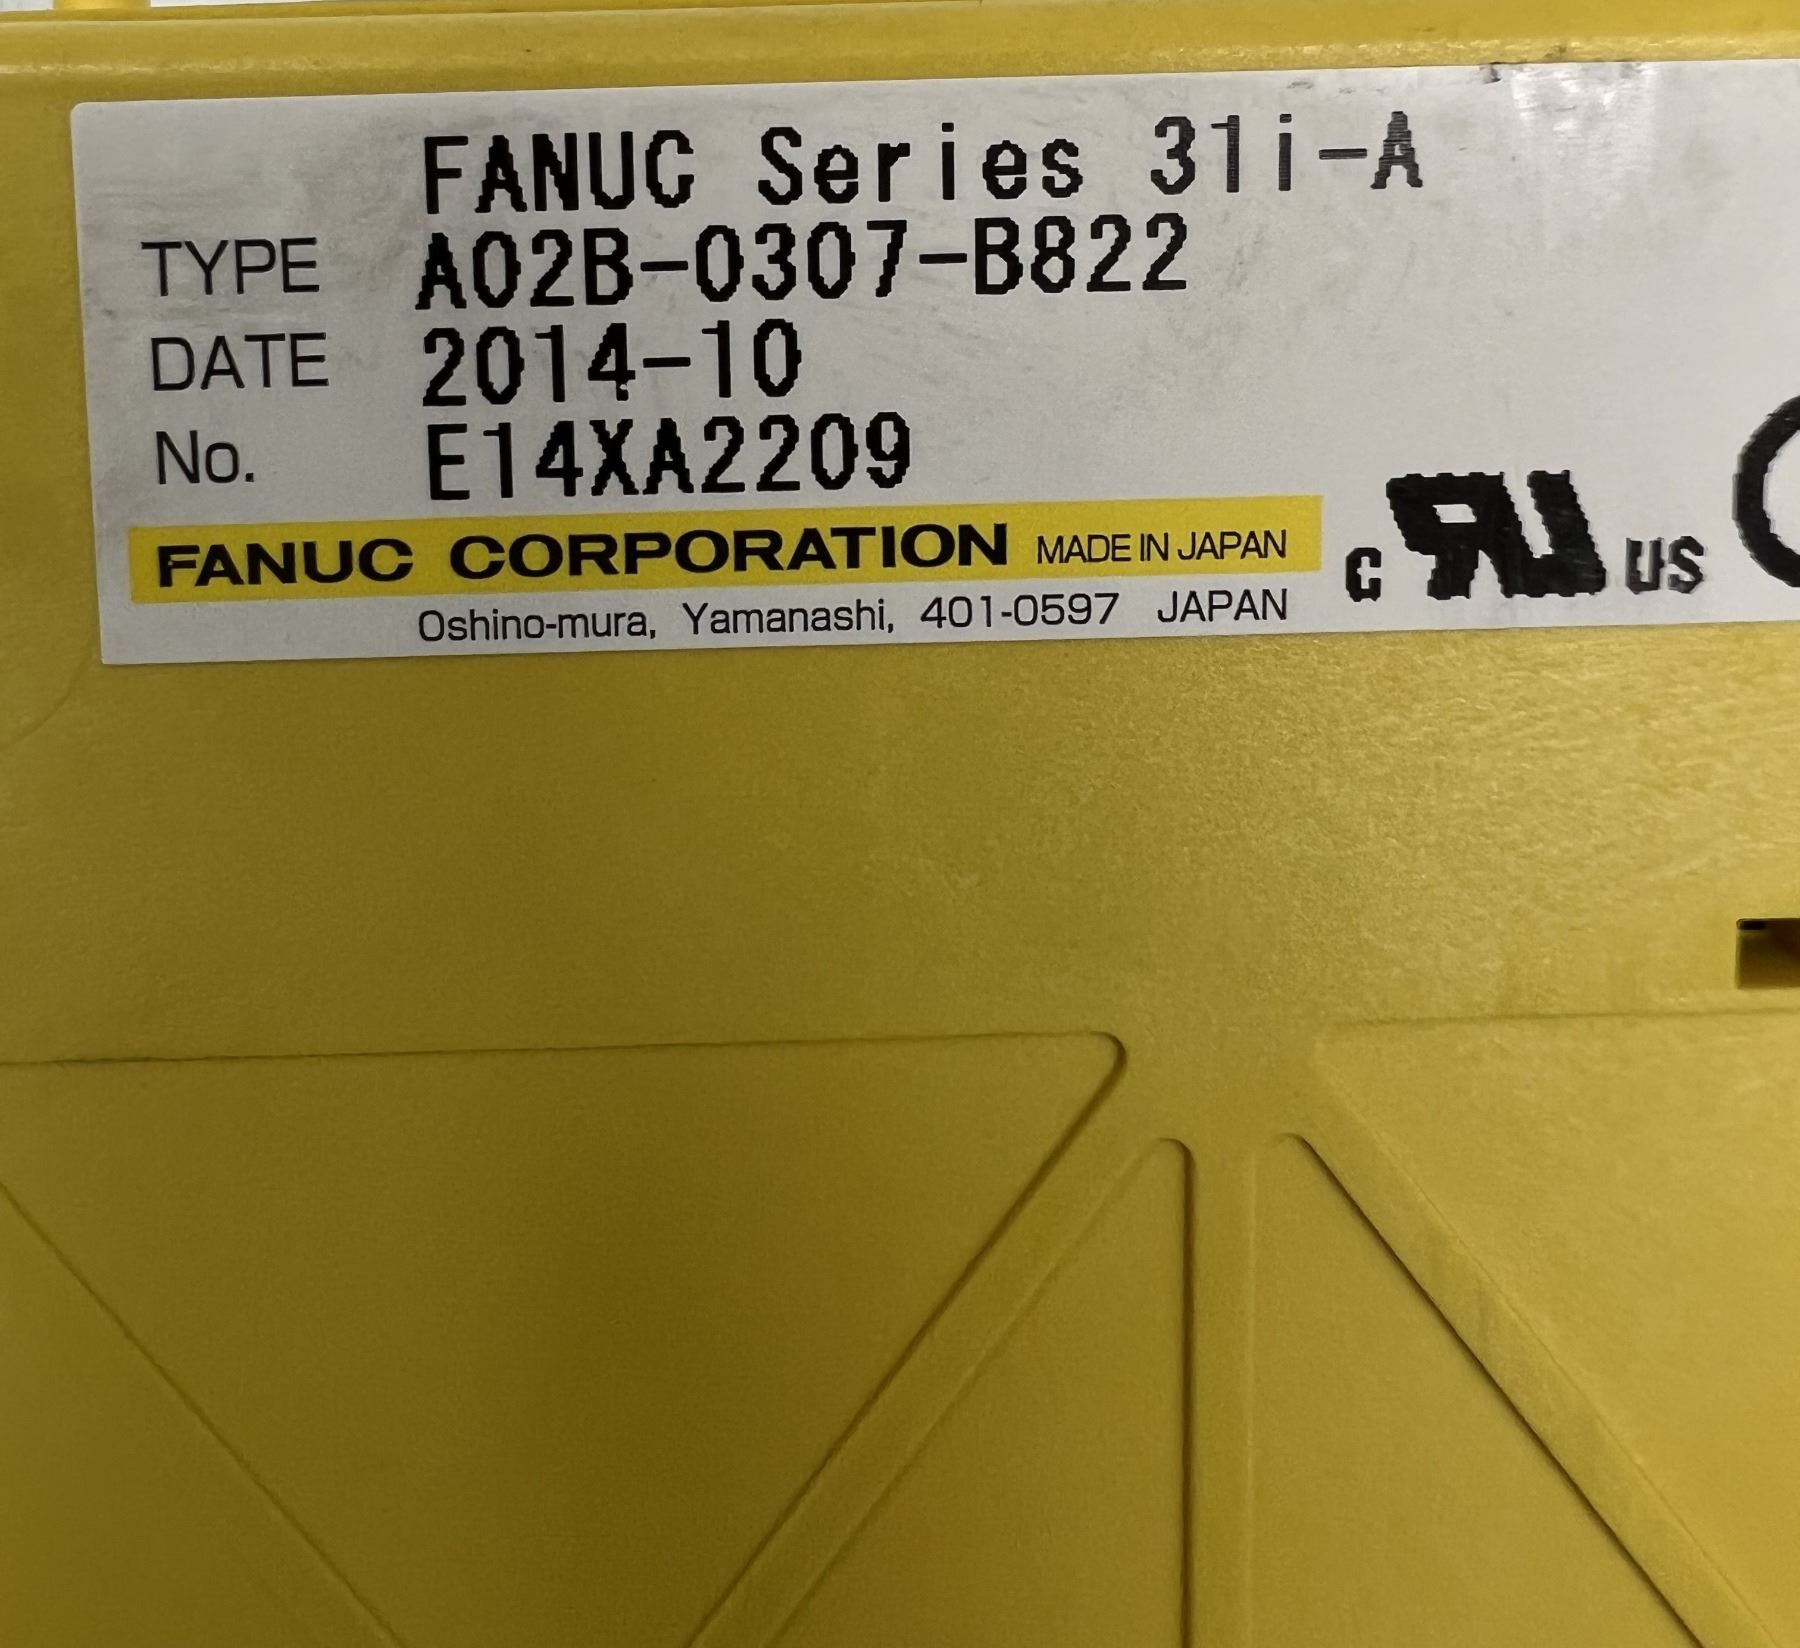 FANUC Series 31i-A
TYPE A02B-0307-B822
DATE 2014-10
No. E14XA2209
FANUC CORPORATION MADE IN JAPAN
Oshino-mura, Yamanashi, 401-0597 JAPAN
c RU us